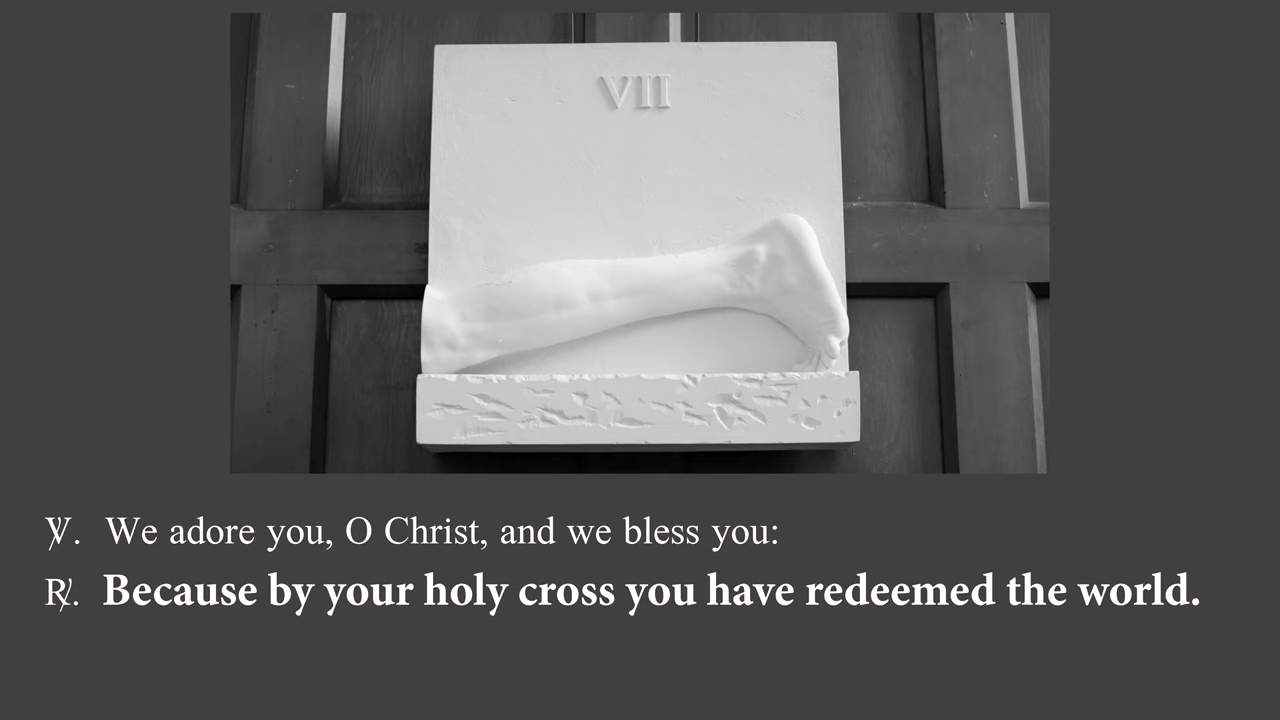 VII
℣. We adore you, O Christ, and we bless you:
℟. Because by your holy cross you have redeemed the world.